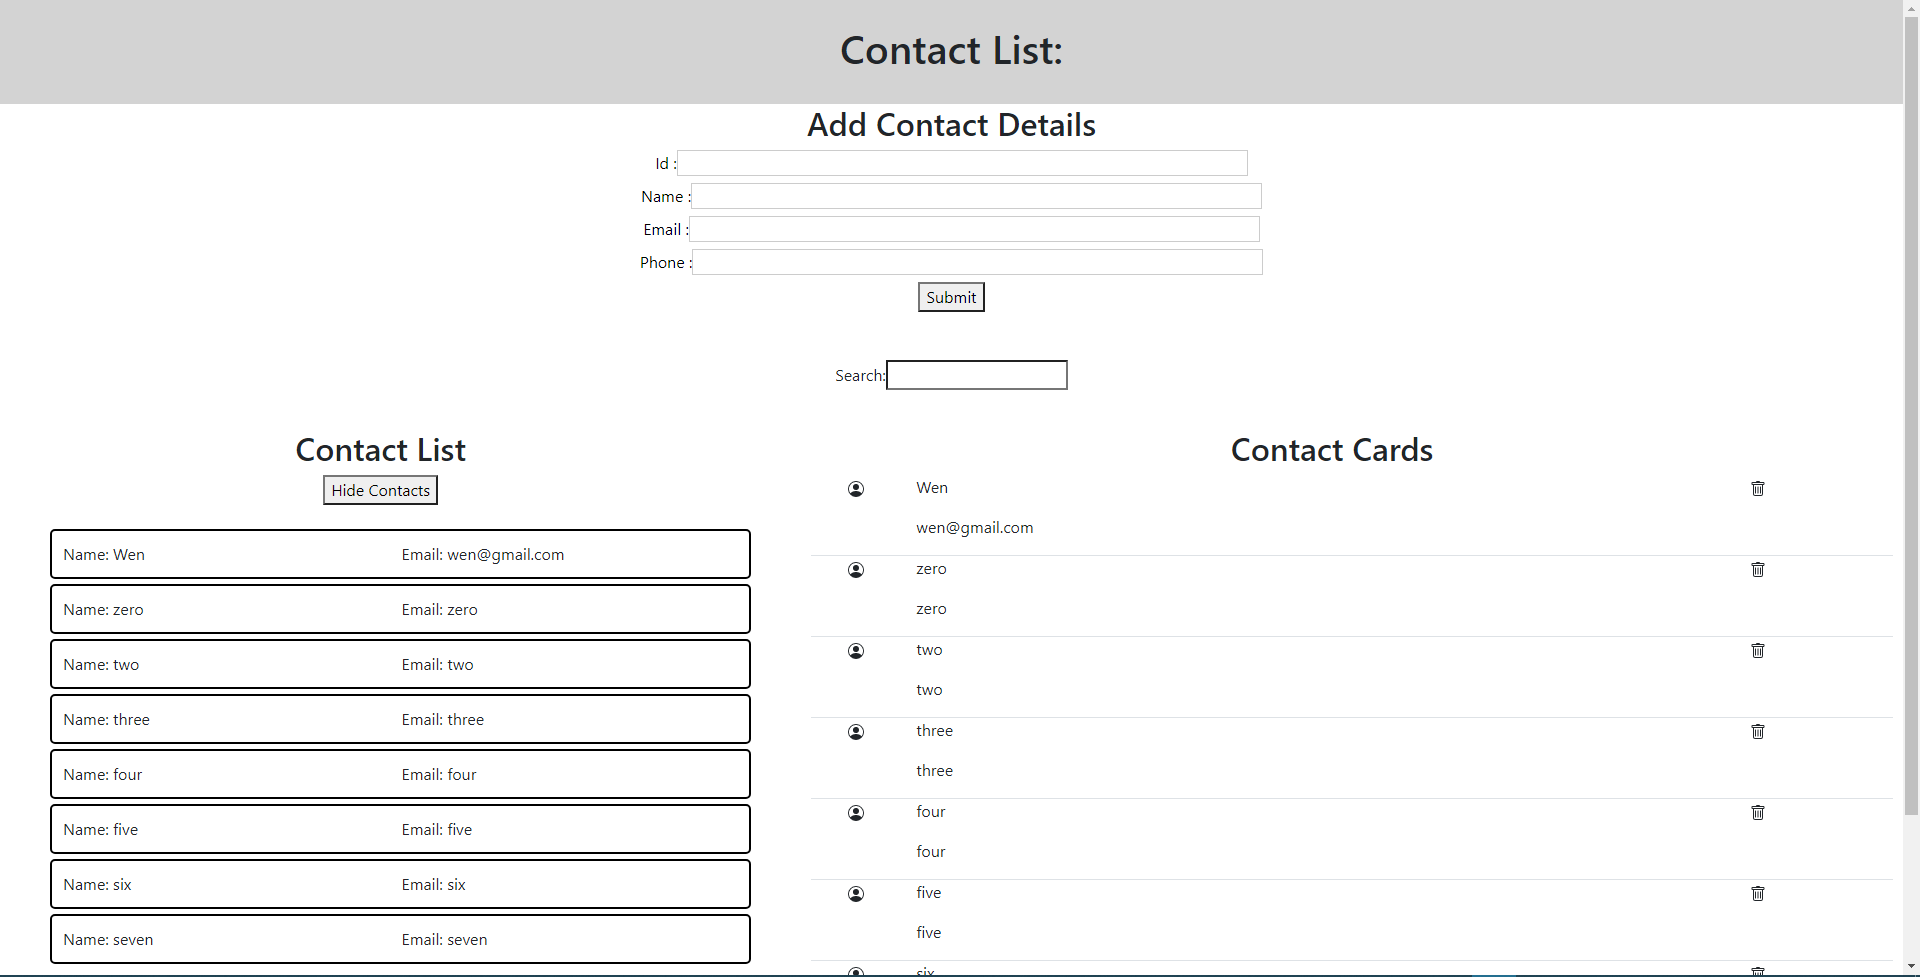 Contact List:
Add Contact Details
Id :
Name :
Email :
Phone :
Submit
Search:
Contact List
Hide Contacts
Name: Wen Email: wen@gmail.com
Name: zero Email: zero
Name: two Email: two
Name: three Email: three
Name: four Email: four
Name: five Email: five
Name: six Email: six
Name: seven Email: seven
Contact Cards
Wen
wen@gmail.com
zero
zero
two
two
three
three
four
four
five
five
six